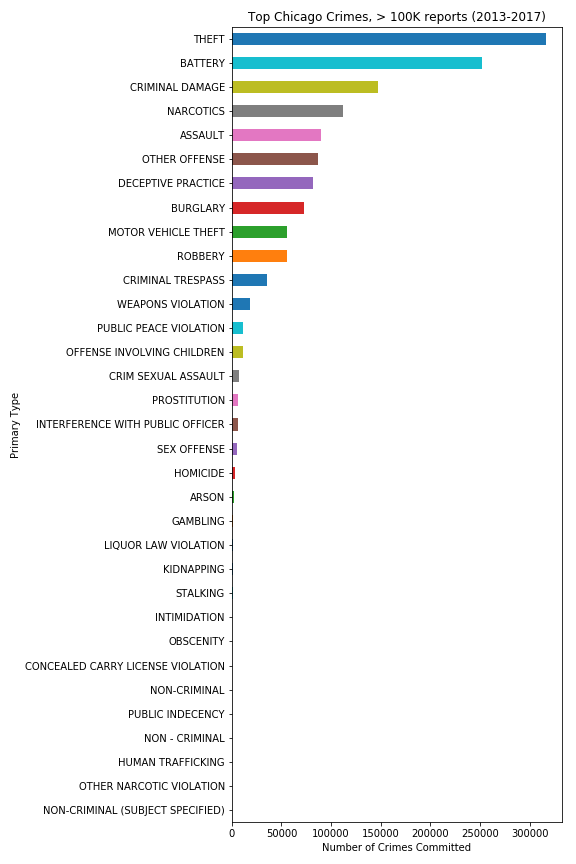 Top Chicago Crimes, > 100K reports (2013-2017)
THEFT
BATTERY
CRIMINAL DAMAGE
NARCOTICS
ASSAULT
OTHER OFFENSE
DECEPTIVE PRACTICE
BURGLARY
MOTOR VEHICLE THEFT
ROBBERY
CRIMINAL TRESPASS
WEAPONS VIOLATION
PUBLIC PEACE VIOLATION
OFFENSE INVOLVING CHILDREN
CRIM SEXUAL ASSAULT
PROSTITUTION
INTERFERENCE WITH PUBLIC OFFICER
SEX OFFENSE
HOMICIDE
ARSON
GAMBLING
LIQUOR LAW VIOLATION
KIDNAPPING
STALKING
INTIMIDATION
OBSCENITY
CONCEALED CARRY LICENSE VIOLATION
NON-CRIMINAL
PUBLIC INDECENCY
NON - CRIMINAL
HUMAN TRAFFICKING
OTHER NARCOTIC VIOLATION
NON-CRIMINAL (SUBJECT SPECIFIED)
Primary Type
0 50000 100000 150000 200000 250000 300000
Number of Crimes Committed